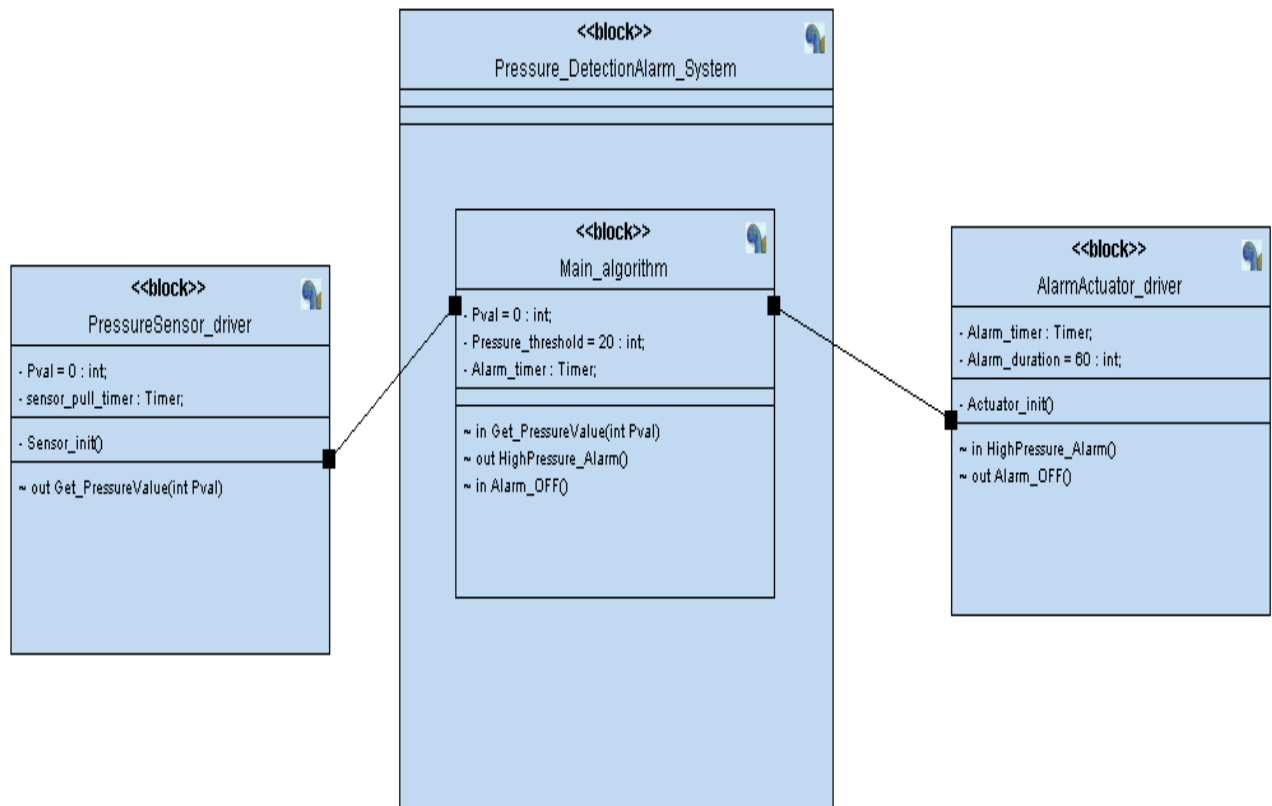 <<block>>
Pressure_DetectionAlarm_System
<<block>>
Main_algorithm
- Pval = 0 : int;
- Pressure_threshold = 20 : int;
- Alarm_timer : Timer;
~ in Get_PressureValue(int Pval)
~ out HighPressure_Alarm()
~ in Alarm_OFF()
<<block>>
PressureSensor_driver
- Pval = 0 : int;
- sensor_pull_timer : Timer;
- Sensor_init()
~ out Get_PressureValue(int Pval)
<<block>>
AlarmActuator_driver
- Alarm_timer : Timer;
- Alarm_duration = 60 : int;
- Actuator_init()
~ in HighPressure_Alarm()
~ out Alarm_OFF()